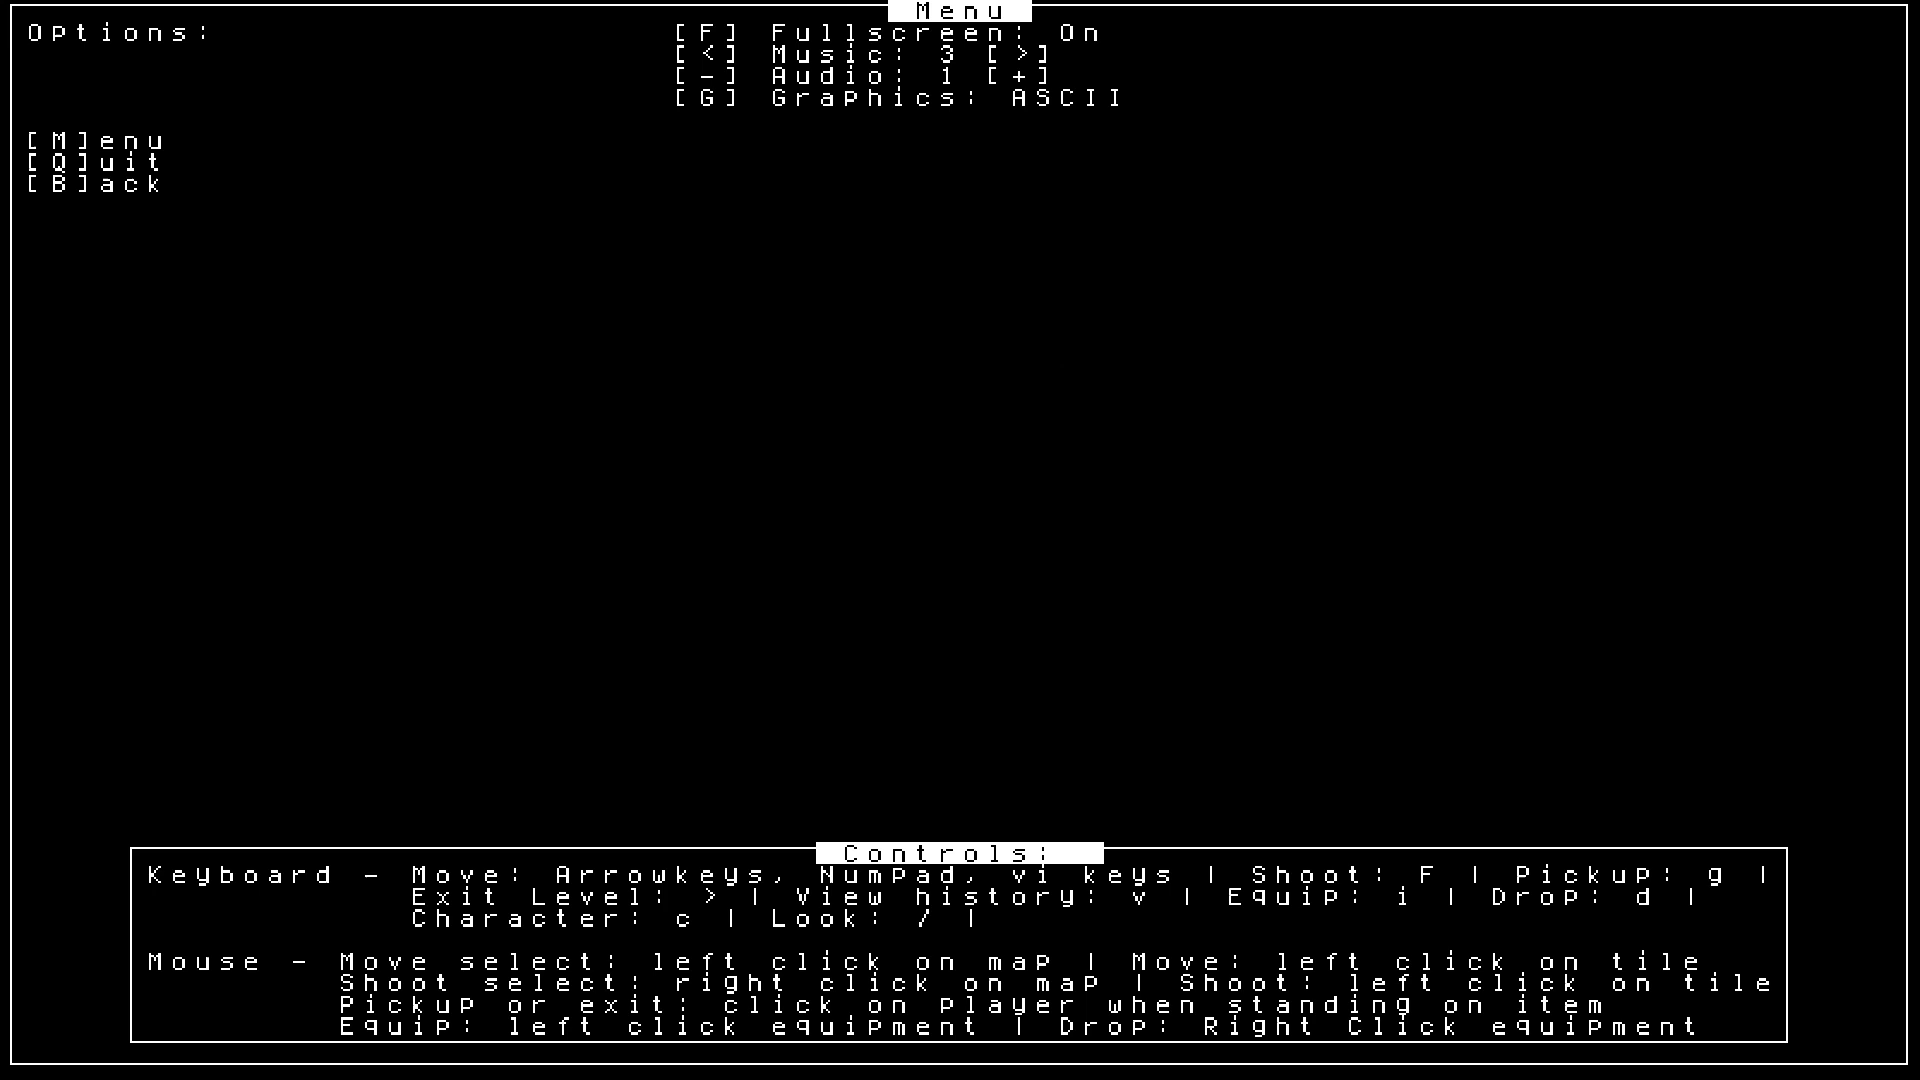 Menu
Options:
[F] Fullscreen: On
[<] Music: 3 [>]
[-] Audio: 1 [+]
[G] Graphics: ASCII
[M]enu
[Q]uit
[B]ack
Controls:
Keyboard - Move: Arrowkeys, Numpad, vi keys | Shoot: F | Pickup: g |
Exit Level: > | View history: v | Equip: i | Drop: d |
Character: c | Look: / |
Mouse - Move select: left click on map | Move: left click on tile
Shoot select: right click on map | Shoot: left click on tile
Pickup or exit: click on player when standing on item
Equip: left click equipment | Drop: Right Click equipment